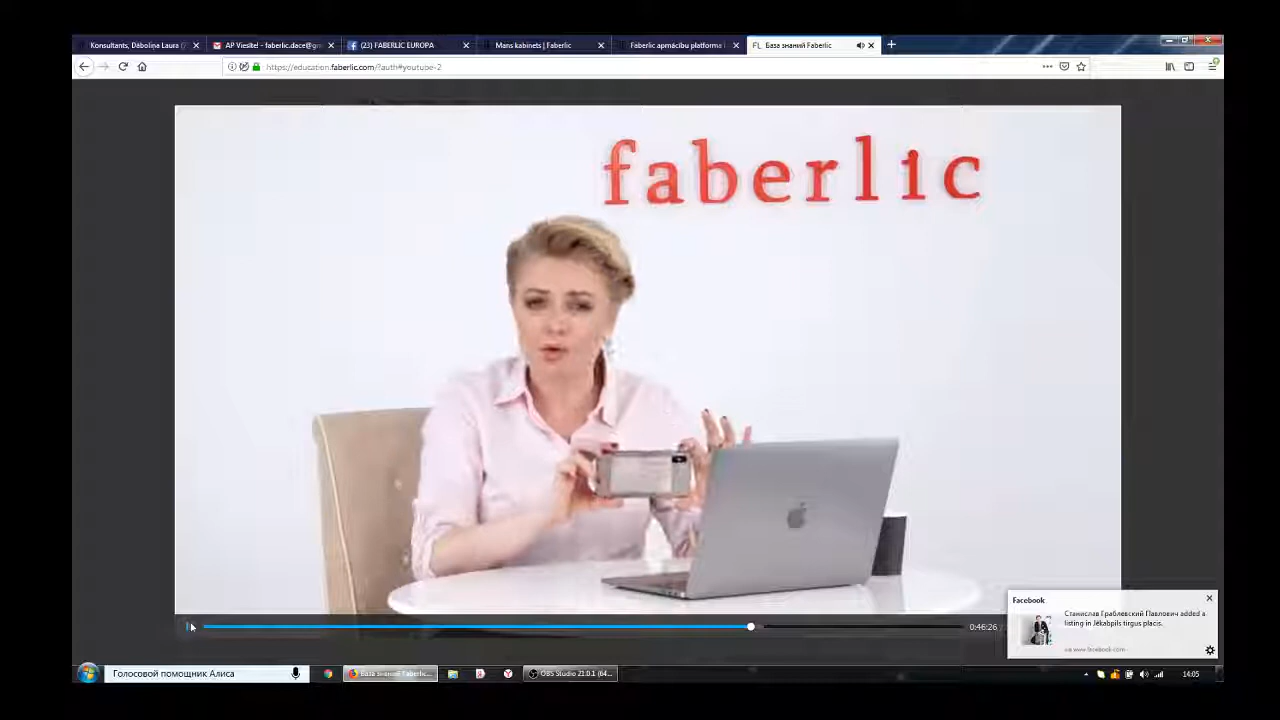 Konsultants, Dāboliņa Laura (
AP Viesīte! - faberlic.dace@gm
(23) FABERLIC EUROPA
Mans kabinets | Faberlic
Faberlic apmācību platforma
База знаний Faberlic
https://education.faberlic.com/?auth#youtube-2
faberlic
0:46:26
Facebook
Станислав Граблевский Павлович added a
listing in Jēkabpils tirgus placis.
via www.facebook.com
Голосовой помощник Алиса
База знаний Faberlic...
OBS Studio 21.0.1 (64...
14:05